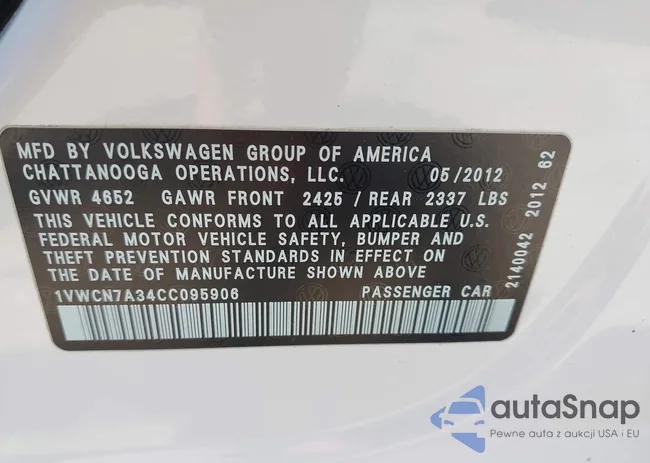 MFD BY VOLKSWAGEN GROUP OF AMERICA
CHATTANOOGA OPERATIONS, LLC. 05/2012
GVWR 4652 GAWR FRONT 2425 / REAR 2337 LBS
THIS VEHICLE CONFORMS TO ALL APPLICABLE U.S.
FEDERAL MOTOR VEHICLE SAFETY, BUMPER AND
THEFT PREVENTION STANDARDS IN EFFECT ON
THE DATE OF MANUFACTURE SHOWN ABOVE
1VWCN7A34CC095906 PASSENGER CAR
2140042 2012 62
autaSnap
Pewne auta z aukcji USA i EU